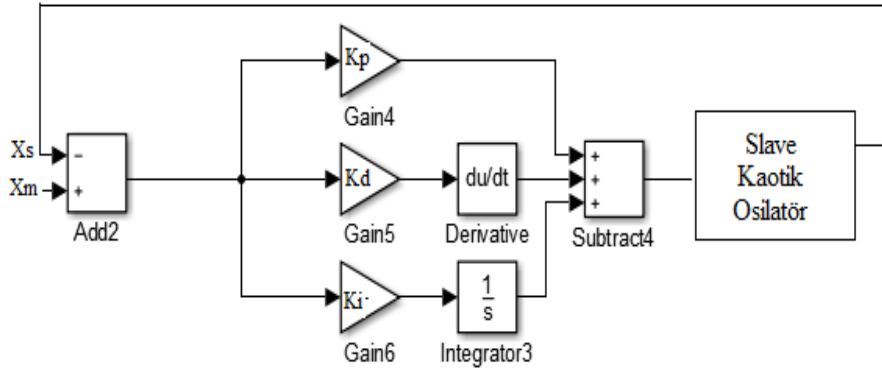 Kp
Gain4
Xs
−
Xm
+
Add2
Kd
Gain5
du/dt
Derivative
+
+
+
Subtract4
Slave
Kaotik
Osilatör
Ki
Gain6
1
s
Integrator3